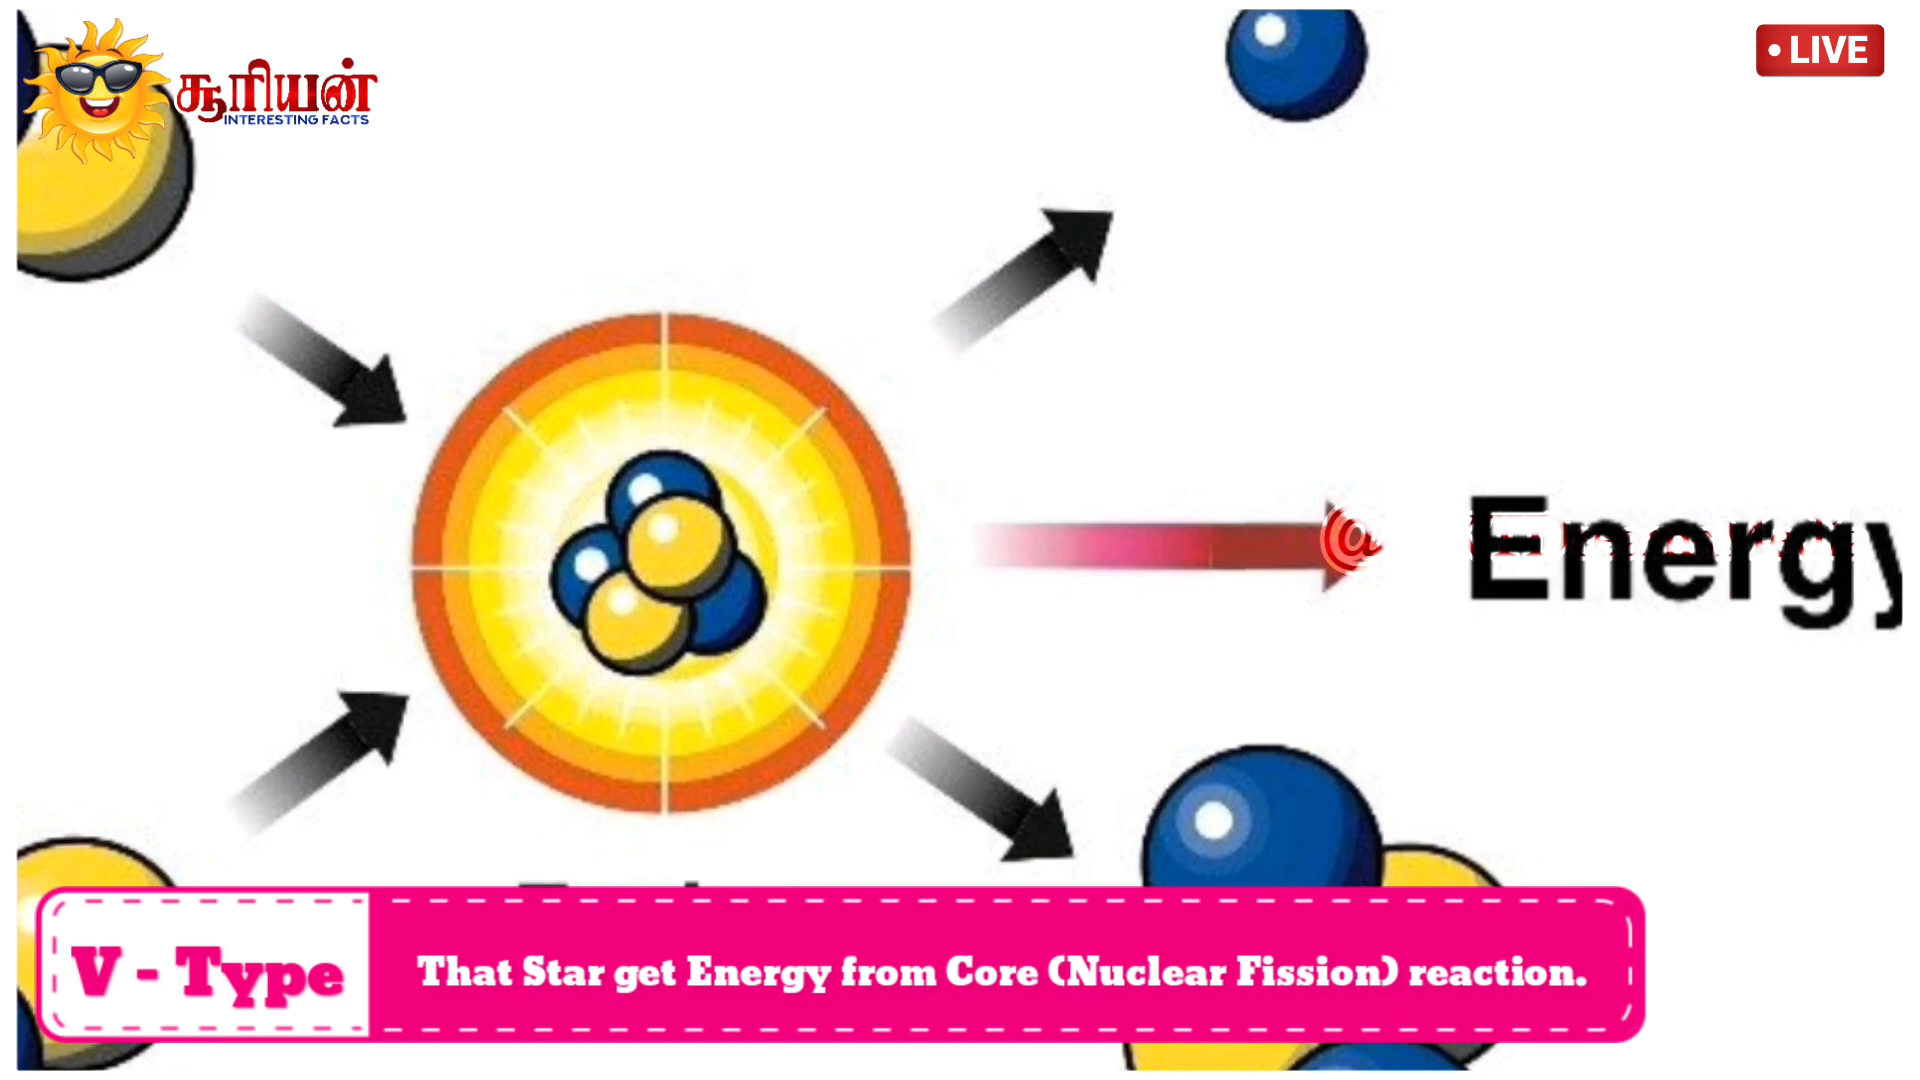 சூரியன்
INTERESTING FACTS
• LIVE
@
Energy
V - Type
That Star get Energy from Core (Nuclear Fission) reaction.